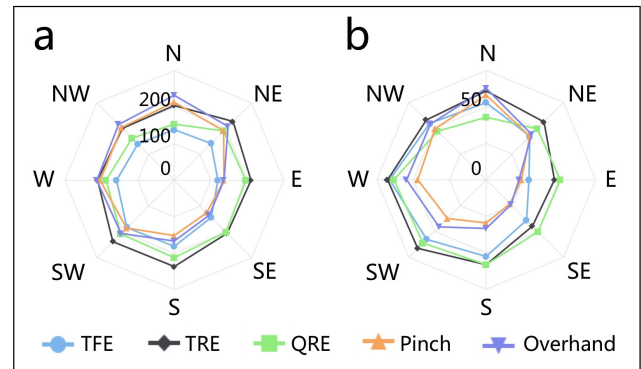 a b
N N
NW 200 NE NW 50 NE
100
W 0 E W 0 E
SW SE SW SE
S S
TFE TRE QRE Pinch Overhand